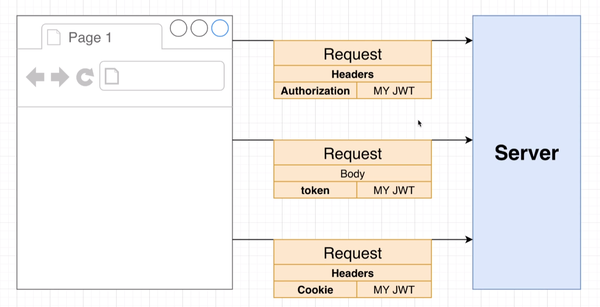 Page 1
Request
Headers
Authorization MY JWT
Request
Body
token MY JWT
Request
Headers
Cookie MY JWT
Server